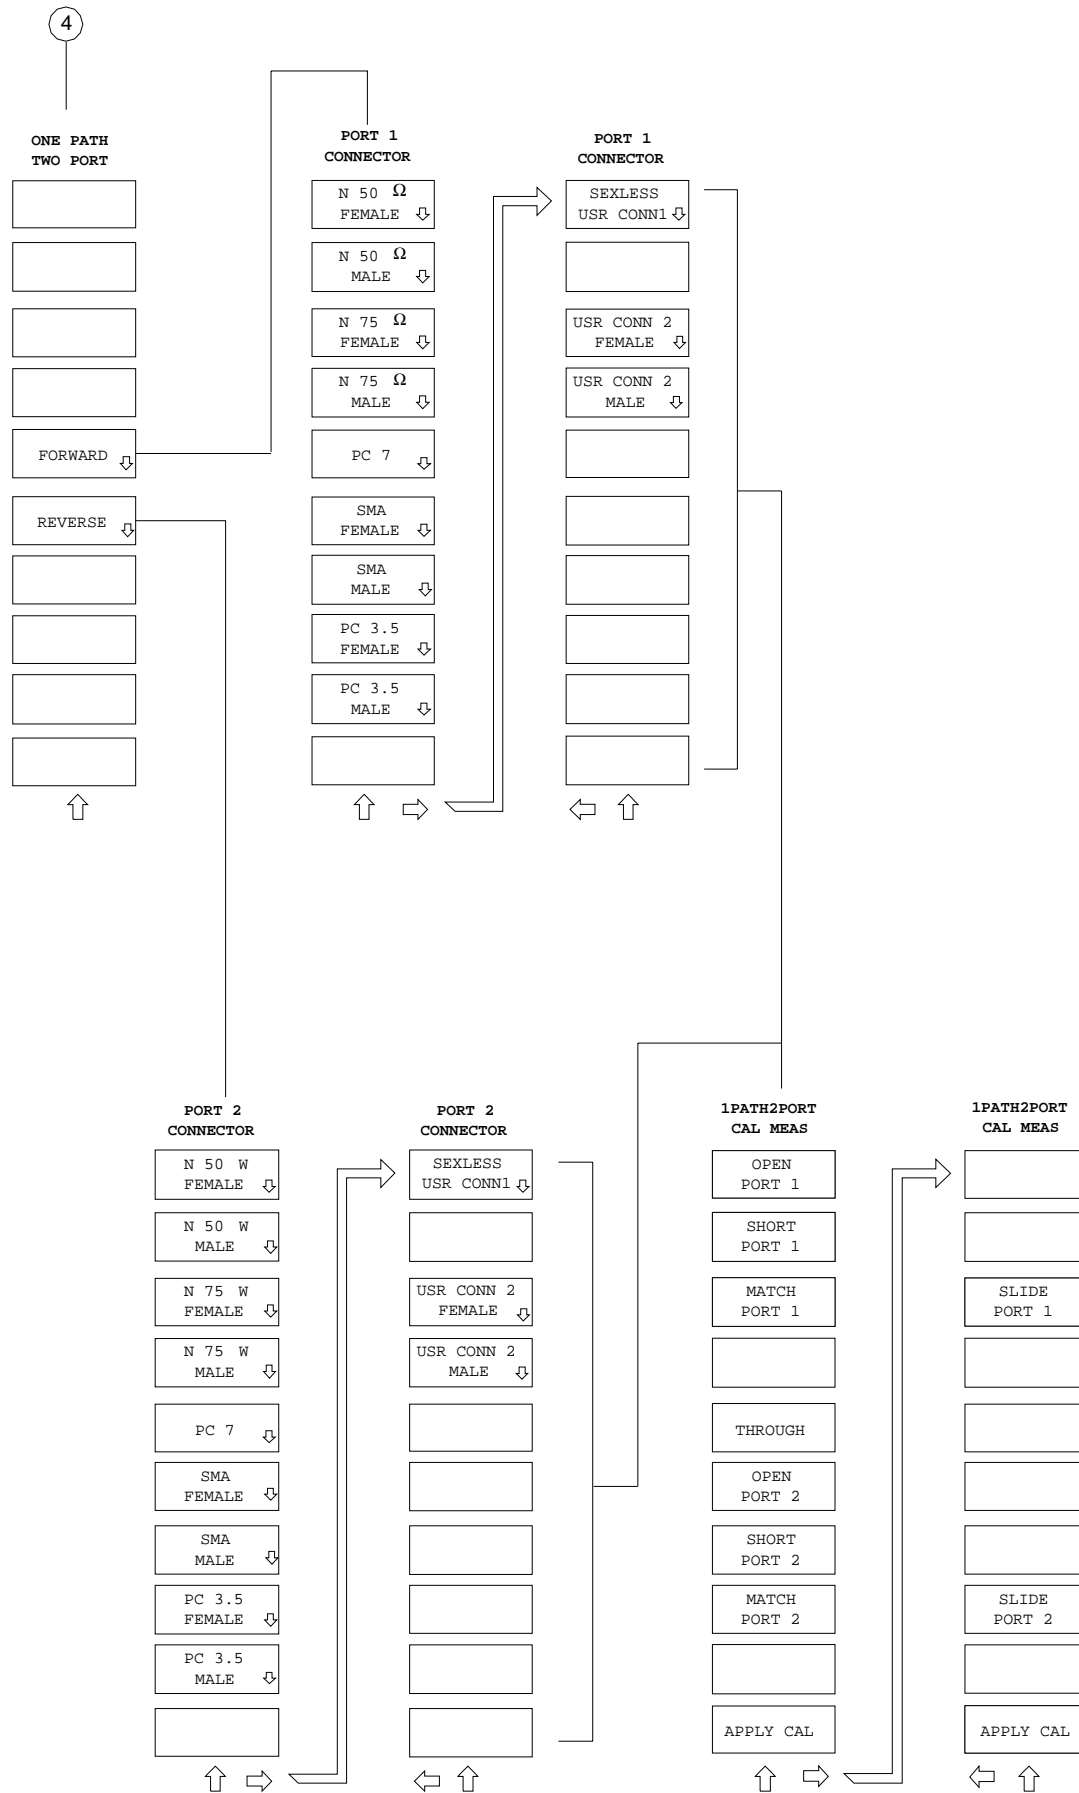 4
ONE PATH
TWO PORT
FORWARD
REVERSE
PORT 1
CONNECTOR
N 50 Ω
FEMALE
N 50 Ω
MALE
N 75 Ω
FEMALE
N 75 Ω
MALE
PC 7
SMA
FEMALE
SMA
MALE
PC 3.5
FEMALE
PC 3.5
MALE
PORT 1
CONNECTOR
SEXLESS
USR CONN1
USR CONN 2
FEMALE
USR CONN 2
MALE
PORT 2
CONNECTOR
N 50 W
FEMALE
N 50 W
MALE
N 75 W
FEMALE
N 75 W
MALE
PC 7
SMA
FEMALE
SMA
MALE
PC 3.5
FEMALE
PC 3.5
MALE
PORT 2
CONNECTOR
SEXLESS
USR CONN1
USR CONN 2
FEMALE
USR CONN 2
MALE
1PATH2PORT
CAL MEAS
OPEN
PORT 1
SHORT
PORT 1
MATCH
PORT 1
THROUGH
OPEN
PORT 2
SHORT
PORT 2
MATCH
PORT 2
APPLY CAL
1PATH2PORT
CAL MEAS
SLIDE
PORT 1
SLIDE
PORT 2
APPLY CAL